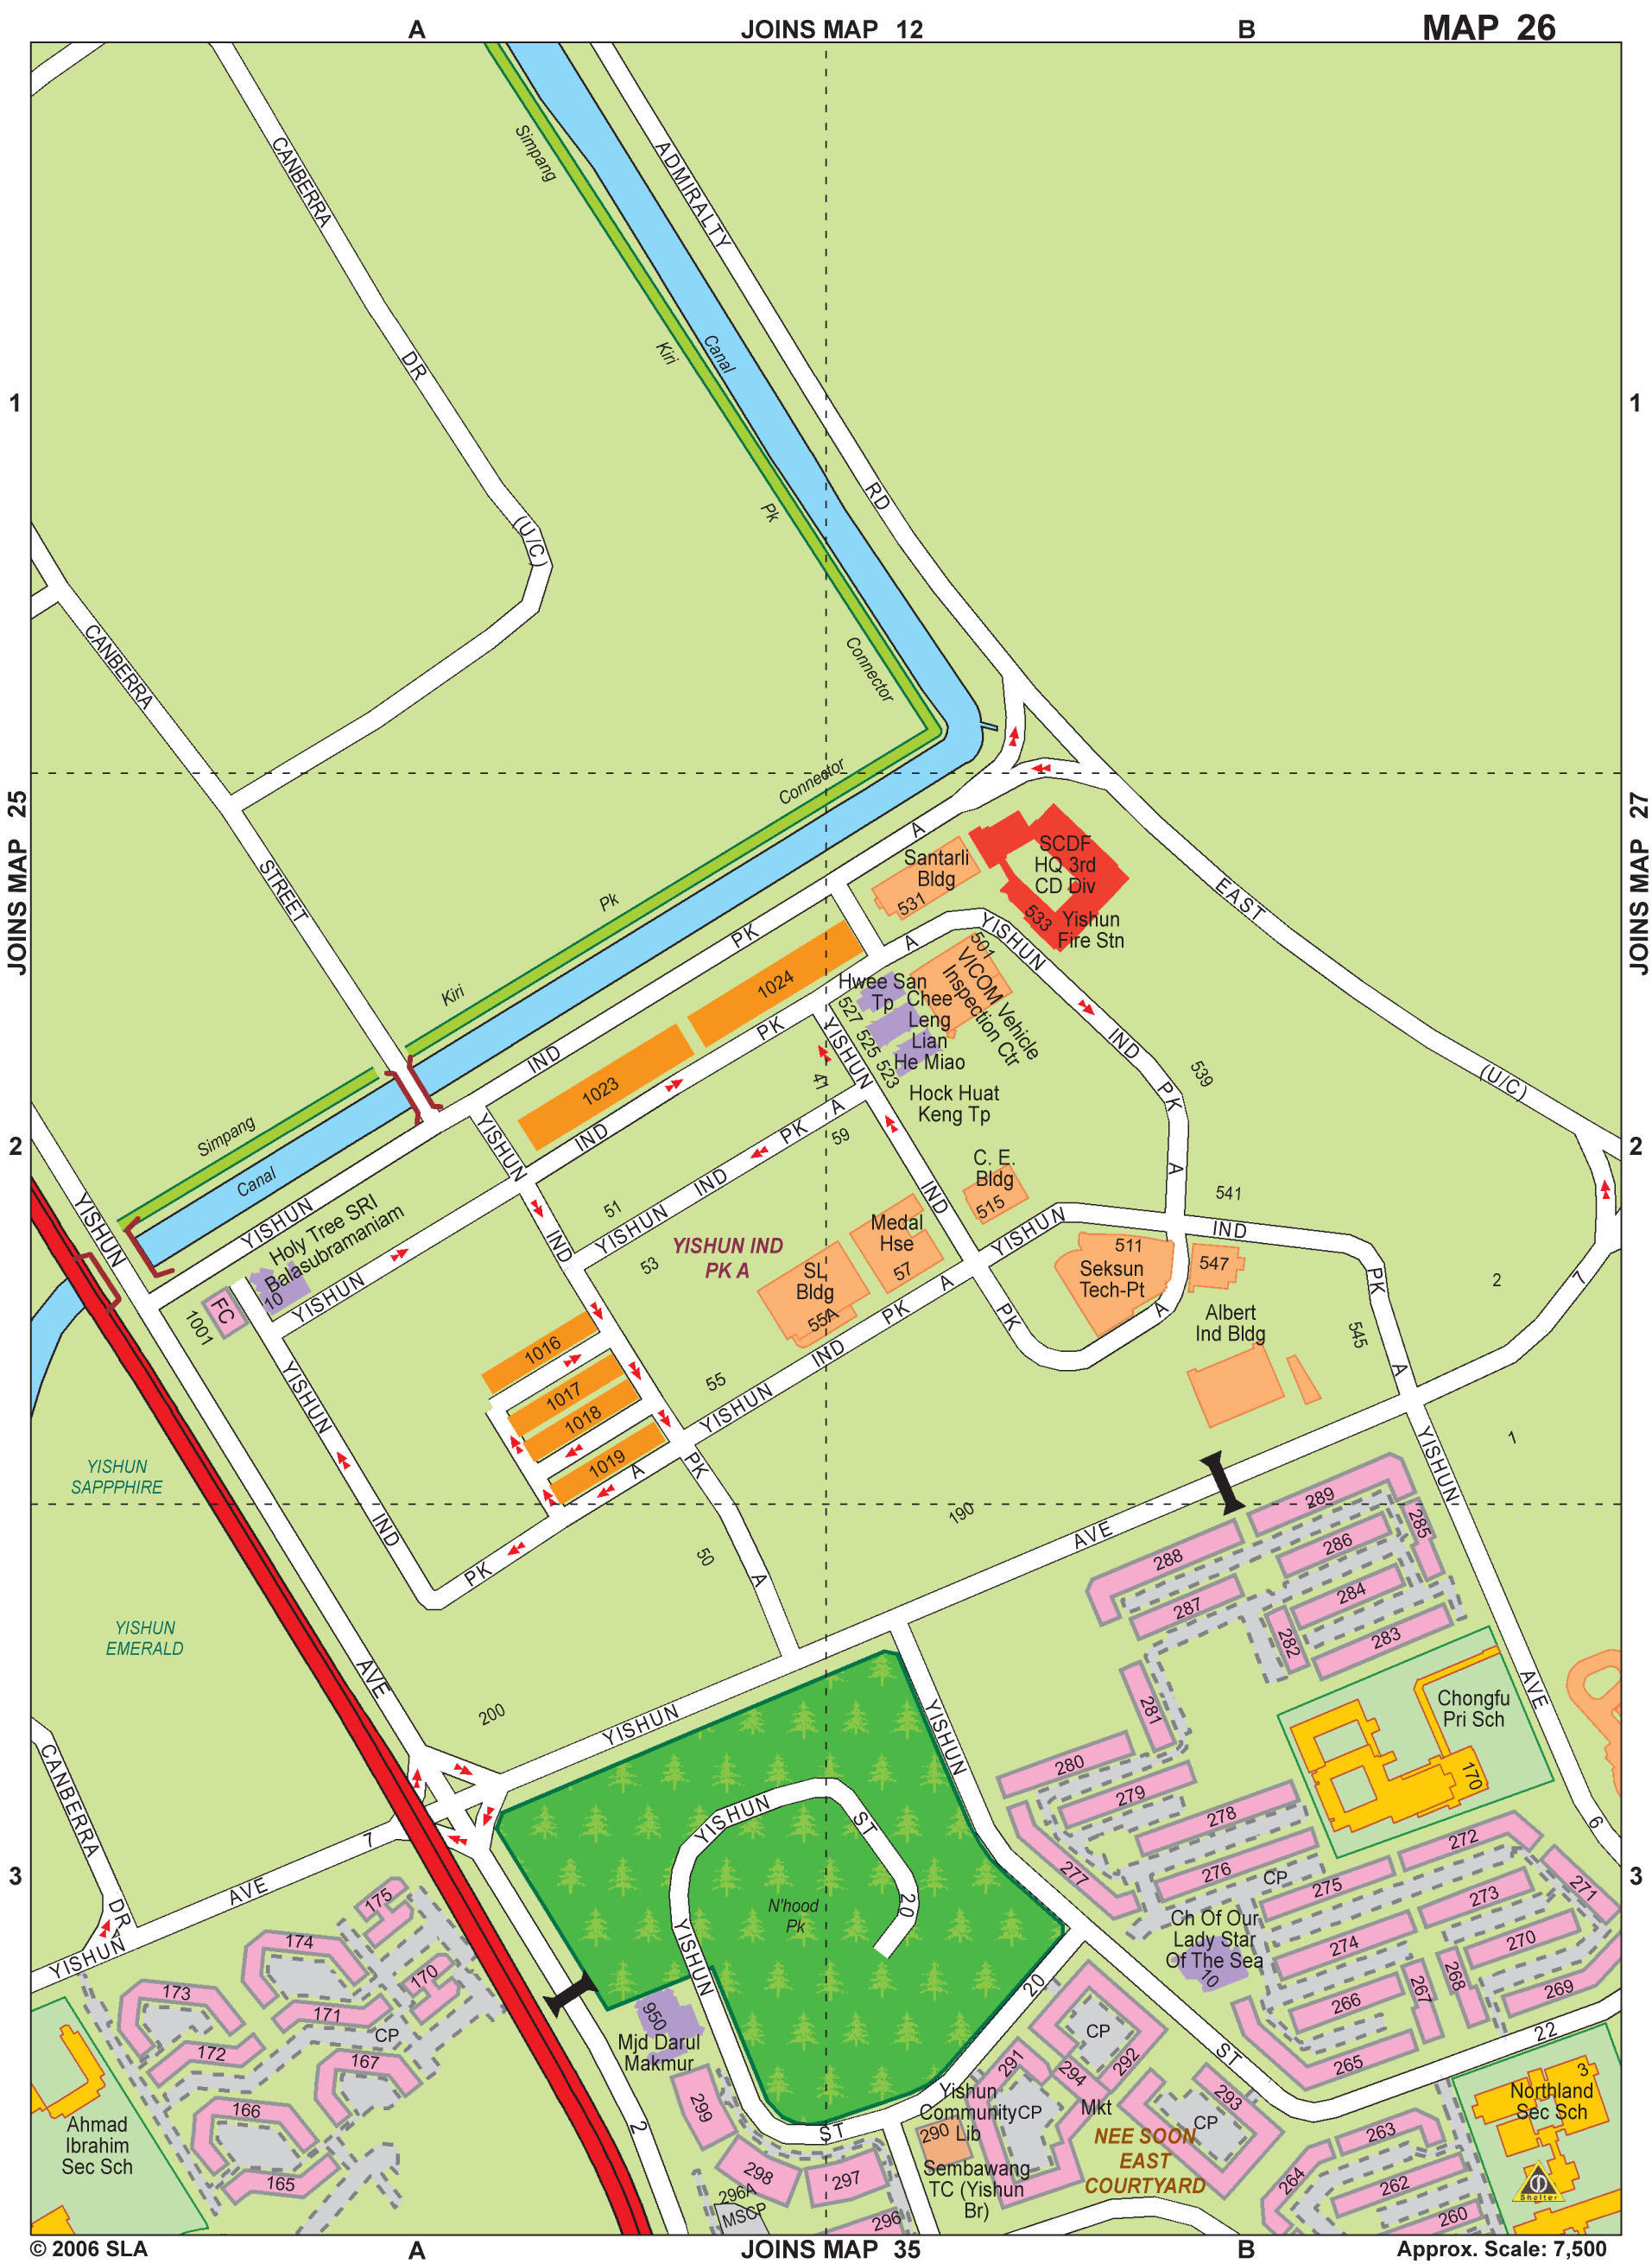 A
JOINS MAP 12
B
MAP 26
CANBERRA
DR
(U/C)
Simpang
Kiri
Pk
Connector
Canal
ADMIRALTY
RD
EAST
(U/C)
1
1
CANBERRA
STREET
JOINS MAP 25
JOINS MAP 27
Connector
Pk
Kiri
Simpang
Canal
YISHUN
IND
PK
A
Santarli
Bldg
531
SCDF
HQ 3rd
CD Div
533
Yishun
Fire Stn
1024
1023
YISHUN
IND
PK
A
YISHUN
IND
PK
A
501
VICOM Vehicle
Inspection Ctr
Hwee San
Tp
Chee
Leng
Lian
He Miao
527
525
523
Hock Huat
Keng Tp
539
YISHUN
IND
PK
47
59
2
2
YISHUN
IND
PK
A
51
53
YISHUN IND
PK A
C. E.
Bldg
515
Medal
Hse
57
SL
Bldg
55A
541
YISHUN
IND
PK
A
511
Seksun
Tech-Pt
547
Albert
Ind Bldg
545
2
7
1
YISHUN
Holy Tree SRI
Balasubramaniam
10
FC
1001
YISHUN
IND
PK
A
YISHUN
IND
PK
A
1016
1017
1018
1019
55
YISHUN
IND
PK
A
YISHUN
SAPPPHIRE
YISHUN
EMERALD
50
190
200
AVE
YISHUN
AVE
YISHUN
AVE
6
289
288
287
286
285
284
283
282
281
280
279
278
277
276
275
274
273
272
271
270
269
268
267
266
265
Chongfu
Pri Sch
170
YISHUN
ST
22
CP
Ch Of Our
Lady Star
Of The Sea
10
CANBERRA
DR
YISHUN
AVE
7
3
3
175
174
173
172
171
170
167
166
165
CP
Ahmad
Ibrahim
Sec Sch
YISHUN
ST
20
N'hood
Pk
YISHUN
ST
20
950
Mjd Darul
Makmur
2
299
298
297
296A
MSCP
296
Yishun
Community
Lib
290
Sembawang
TC (Yishun
Br)
CP
291
294
292
CP
Mkt
293
CP
NEE SOON
EAST
COURTYARD
264
263
262
260
3
Northland
Sec Sch
Shelter
© 2006 SLA
A
JOINS MAP 35
B
Approx. Scale: 7,500